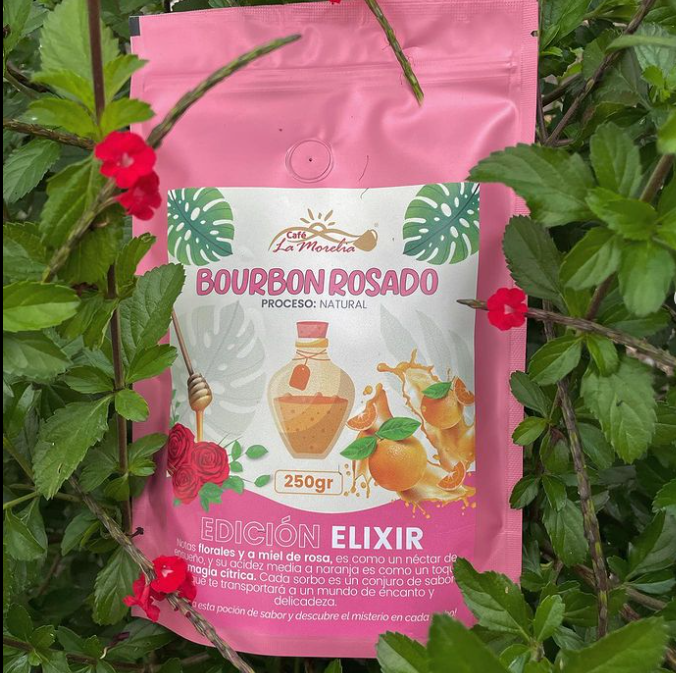 Café
La Morelia
BOURBON ROSADO
PROCESO: NATURAL
250gr
EDICIÓN ELIXIR
Notas florales y a miel de rosa, es como un néctar de
y su acidez media a naranja es como un toque
magia cítrica. Cada sorbo es un conjuro de sabor
que te transportará a un mundo de encanto y
delicadeza.
esta poción de sabor y descubre el misterio en cada